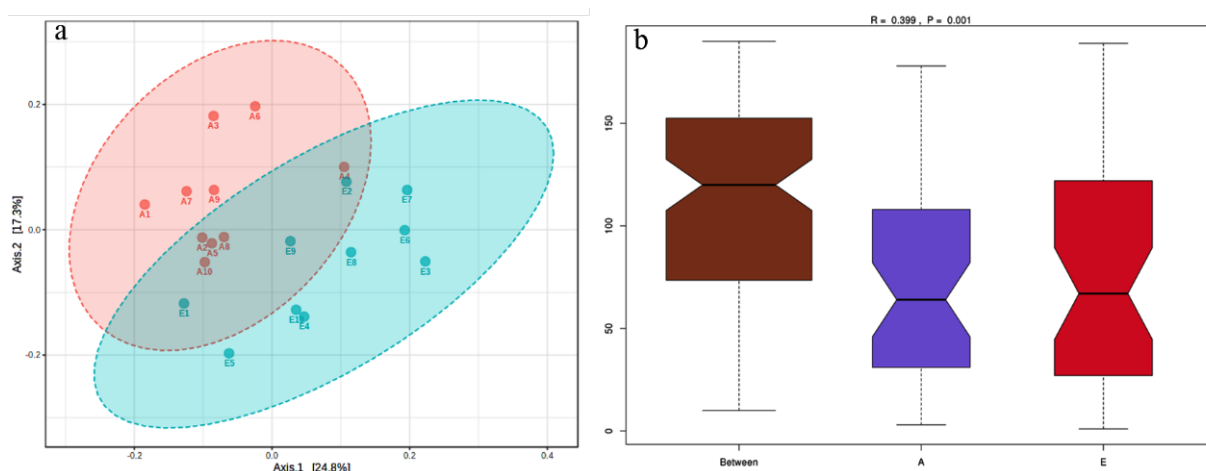 a
0.2
0.0
-0.2
-0.2
0.0
0.2
0.4
Axis.1 [24.8%]
Axis.2 [17.3%]
A3
A6
A1
A7
A9
A4
E2
E7
A2
A5
A8
A10
E9
E6
E8
E3
E1
E10
E4
E5
b
R = 0.399 , P = 0.001
150
100
50
0
Between
A
E